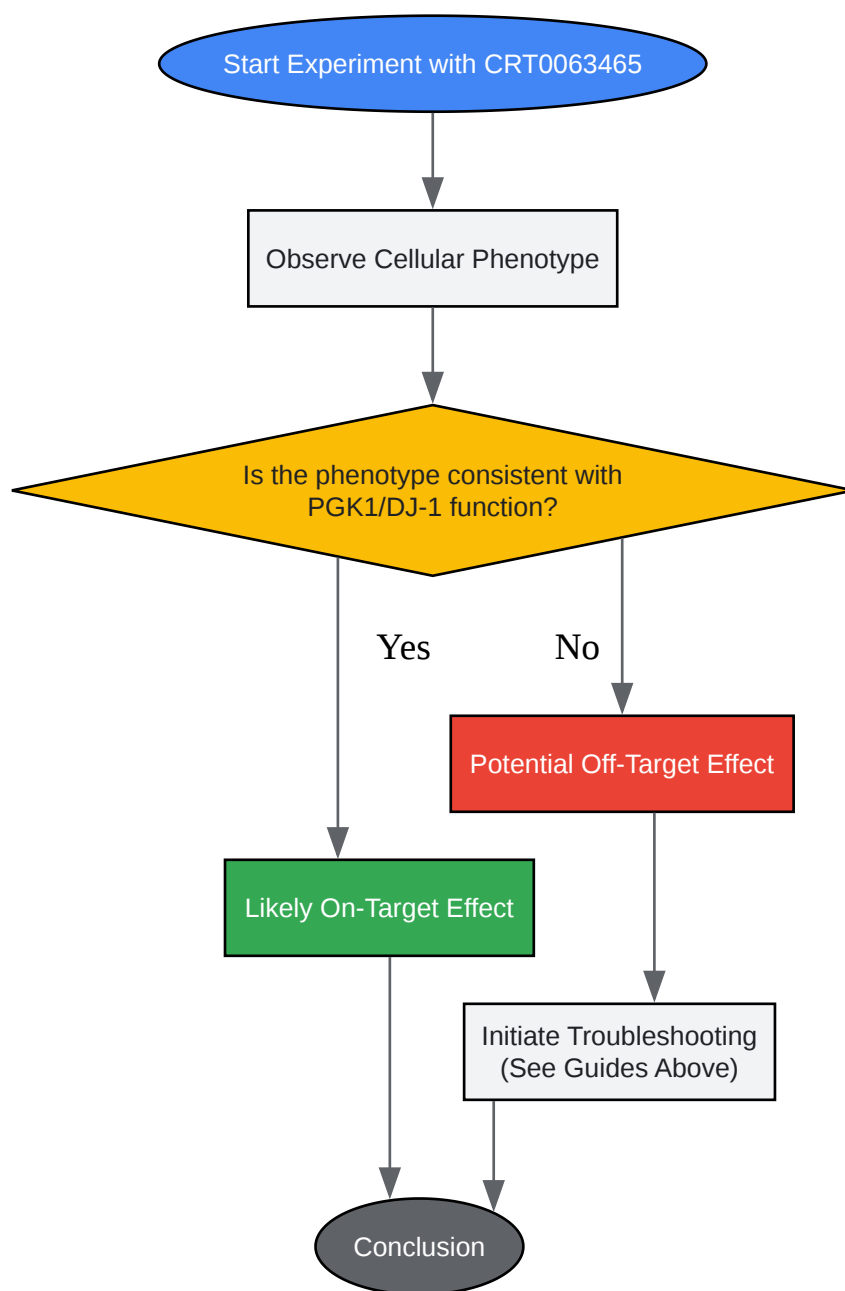 Start Experiment with CRT0063465
Observe Cellular Phenotype
Is the phenotype consistent with
PGK1/DJ-1 function?
Yes
No
Potential Off-Target Effect
Likely On-Target Effect
Initiate Troubleshooting
(See Guides Above)
Conclusion